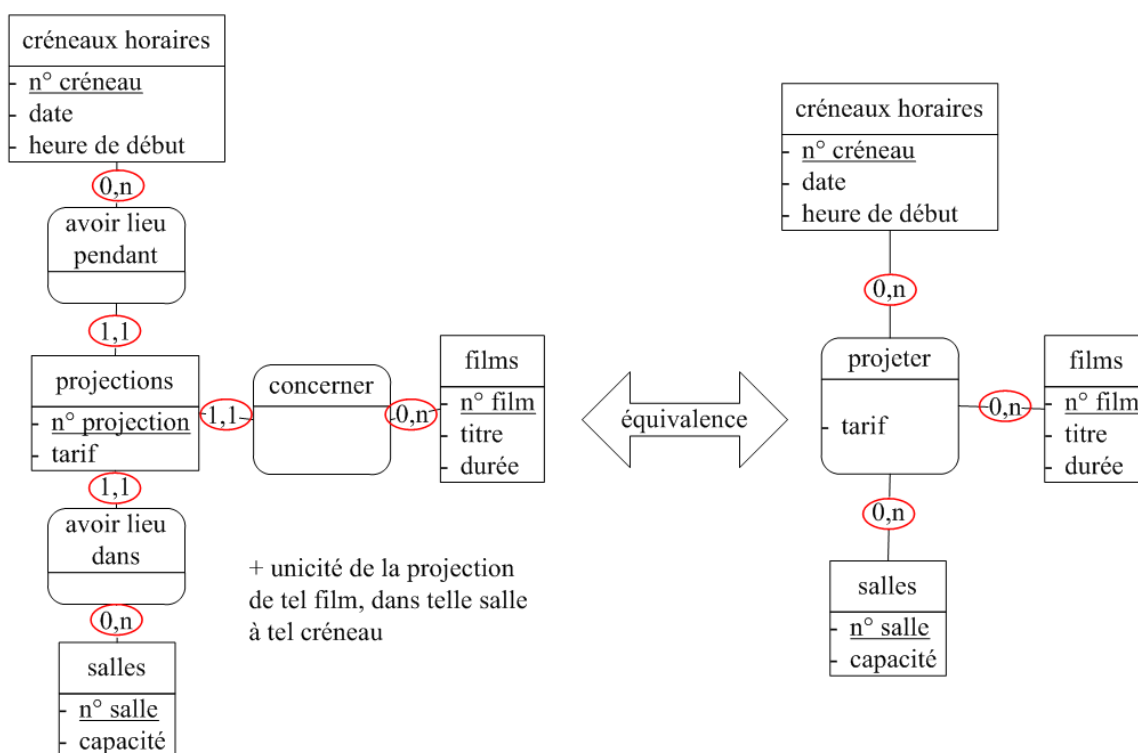 créneaux horaires
- n° créneau
- date
- heure de début
0,n
avoir lieu
pendant
1,1
projections
- n° projection
- tarif
1,1
concerner
0,n
films
- n° film
- titre
- durée
1,1
avoir lieu
dans
0,n
salles
- n° salle
- capacité
+ unicité de la projection
de tel film, dans telle salle
à tel créneau
équivalence
créneaux horaires
- n° créneau
- date
- heure de début
0,n
projeter
- tarif
0,n
films
- n° film
- titre
- durée
0,n
salles
- n° salle
- capacité